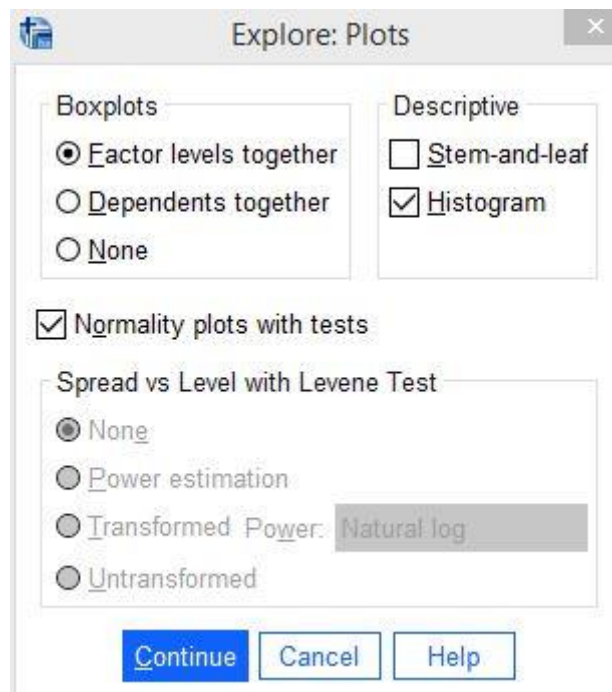 Explore: Plots
Boxplots
Factor levels together
Dependents together
None
Descriptive
Stem-and-leaf
Histogram
Normality plots with tests
Spread vs Level with Levene Test
None
Power estimation
Transformed Power: Natural log
Untransformed
Continue Cancel Help